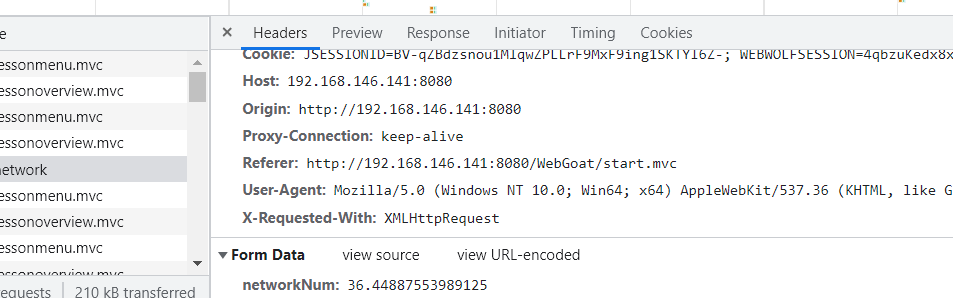 e
essonmenu.mvc
essonoverview.mvc
essonmenu.mvc
essonoverview.mvc
etwork
essonmenu.mvc
essonoverview.mvc
essonmenu.mvc
essonoverview.mvc
equests
210 kB transferred
× Headers Preview Response Initiator Timing Cookies
Cookie: JSESSIONID=BV-qZBdzsnou1MlqwZPLLrF9MxF9ing1SKTYI6Z-; WEBWOLFSESSION=4qbzuKedx8x
Host: 192.168.146.141:8080
Origin: http://192.168.146.141:8080
Proxy-Connection: keep-alive
Referer: http://192.168.146.141:8080/WebGoat/start.mvc
User-Agent: Mozilla/5.0 (Windows NT 10.0; Win64; x64) AppleWebKit/537.36 (KHTML, like G
X-Requested-With: XMLHttpRequest
Form Data view source view URL-encoded
networkNum: 36.44887553989125